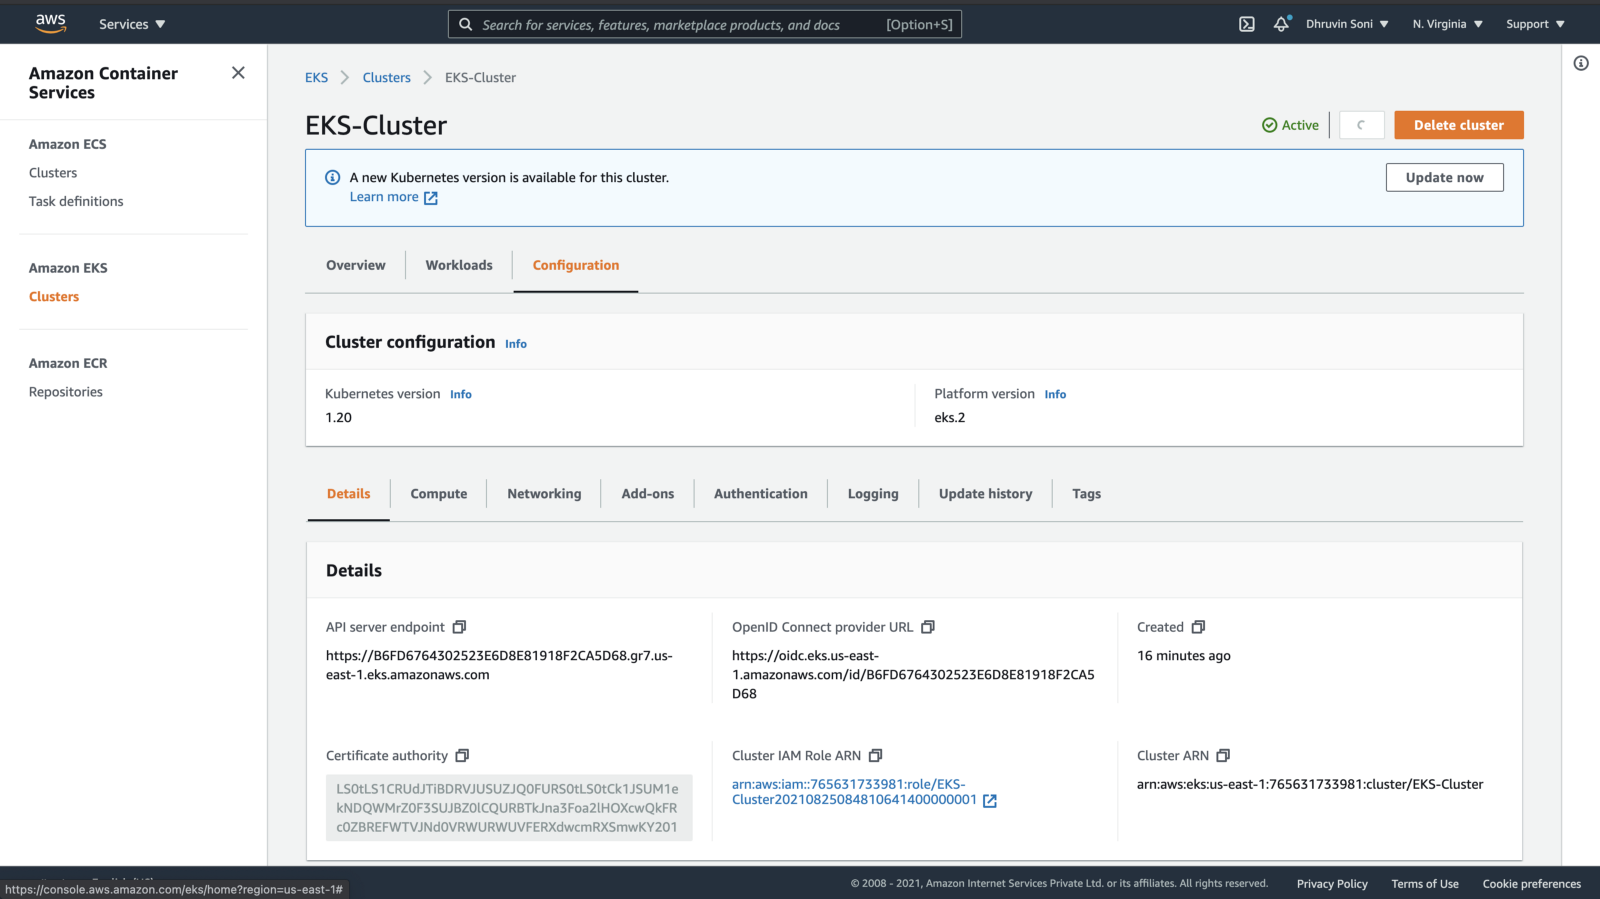 aws
Services
Search for services, features, marketplace products, and docs
[Option+S]
Dhruvin Soni
N. Virginia
Support
Amazon Container
Services
Amazon ECS
Clusters
Task definitions
Amazon EKS
Clusters
Amazon ECR
Repositories
EKS
Clusters
EKS-Cluster
EKS-Cluster
Active
Delete cluster
A new Kubernetes version is available for this cluster.
Learn more
Update now
Overview
Workloads
Configuration
Cluster configuration Info
Kubernetes version Info
1.20
Platform version Info
eks.2
Details
Compute
Networking
Add-ons
Authentication
Logging
Update history
Tags
Details
API server endpoint
https://B6FD6764302523E6D8E81918F2CA5D68.gr7.us-
east-1.eks.amazonaws.com
OpenID Connect provider URL
https://oidc.eks.us-east-
1.amazonaws.com/id/B6FD6764302523E6D8E81918F2CA5
D68
Created
16 minutes ago
Certificate authority
LS0tLS1CRUdJTiBDRVJUSUZJQ0FURS0tLS0tCk1JSUM1e
kNDQWMrZ0F3SUJBZ0lCQURBTkJna3Foa2lHOXcwQkFR
c0ZBREFWTVJNd0VRWURWUVFERXdwcmRXSmwKY201
Cluster IAM Role ARN
arn:aws:iam::765631733981:role/EKS-
Cluster20210825084810641400000001
Cluster ARN
arn:aws:eks:us-east-1:765631733981:cluster/EKS-Cluster
https://console.aws.amazon.com/eks/home?region=us-east-1#
© 2008 - 2021, Amazon Internet Services Private Ltd. or its affiliates. All rights reserved.
Privacy Policy
Terms of Use
Cookie preferences